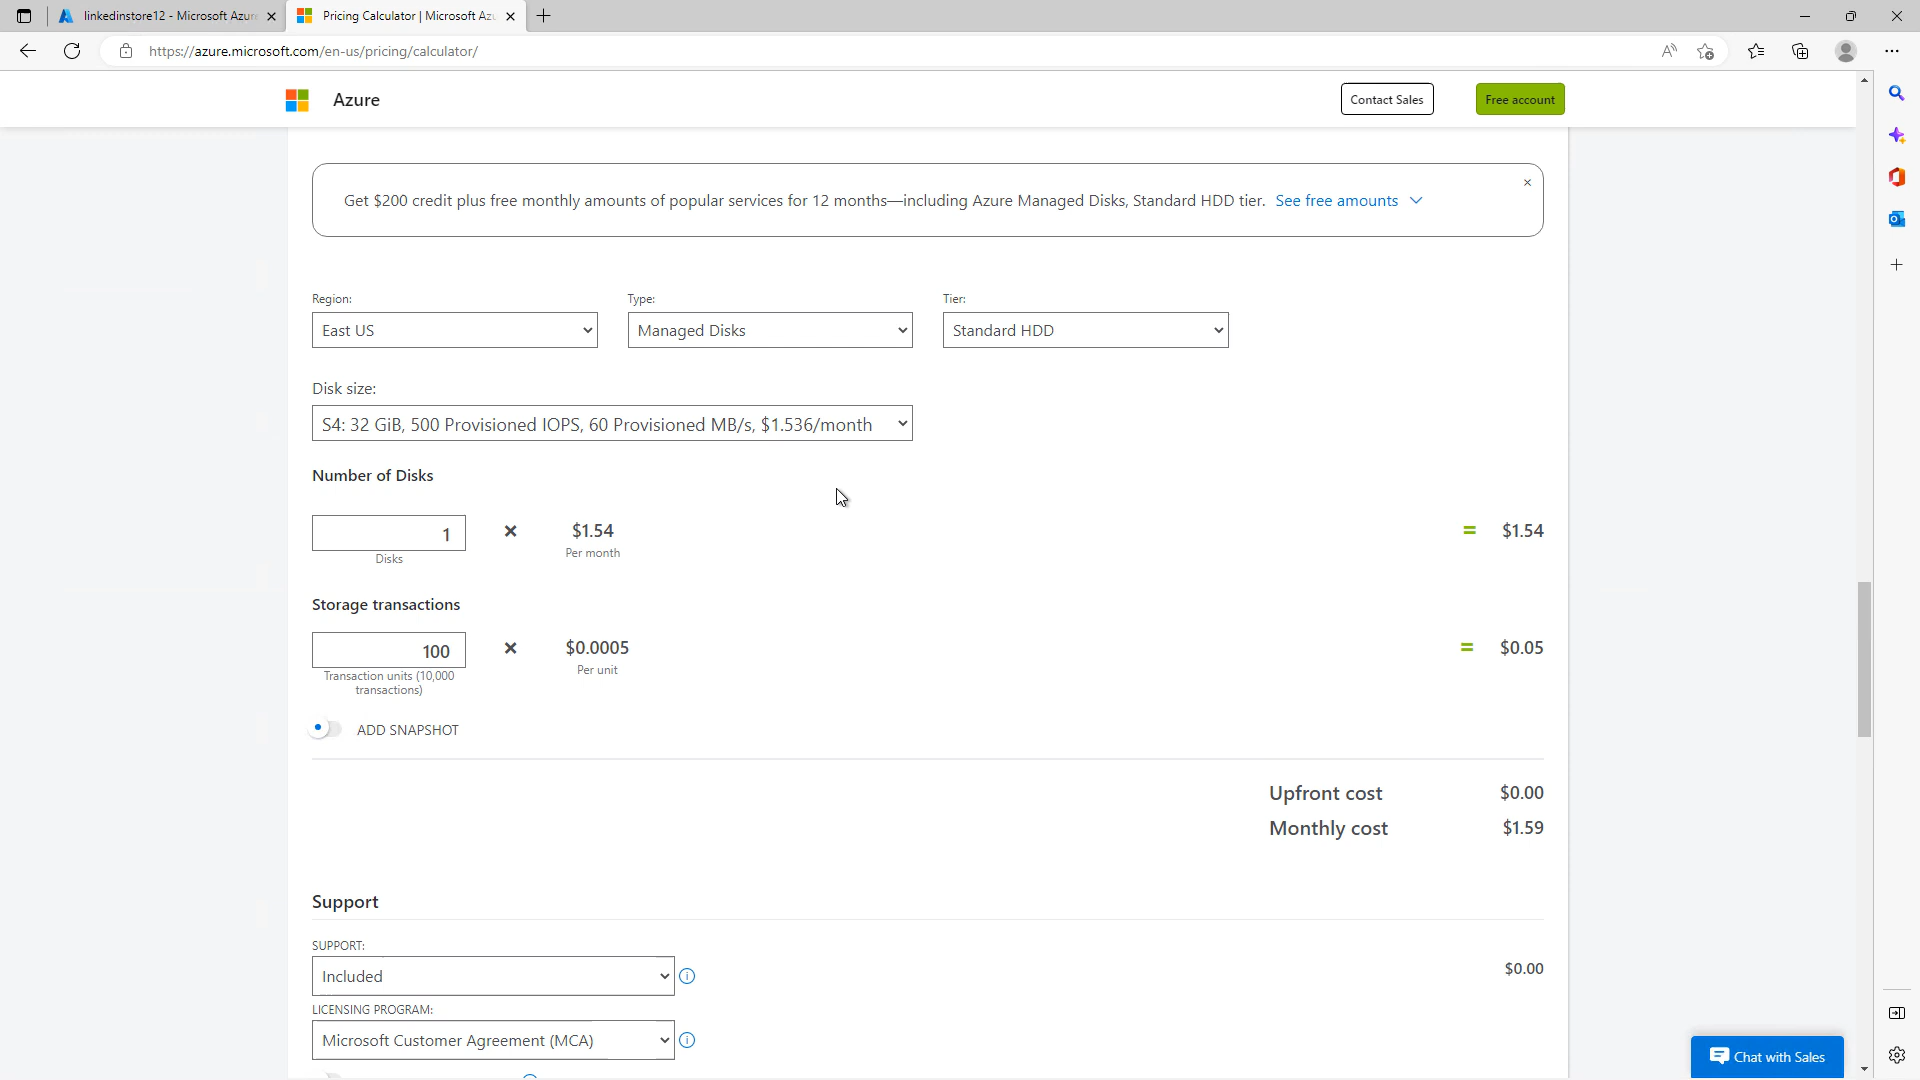 linkedinstore12 - Microsoft Azure
Pricing Calculator | Microsoft Az
https://azure.microsoft.com/en-us/pricing/calculator/
Azure
Contact Sales
Free account
Get $200 credit plus free monthly amounts of popular services for 12 months—including Azure Managed Disks, Standard HDD tier. See free amounts
Region:
Type:
Tier:
East US
Managed Disks
Standard HDD
Disk size:
S4: 32 GiB, 500 Provisioned IOPS, 60 Provisioned MB/s, $1.536/month
Number of Disks
1 × $1.54 = $1.54
Disks
Per month
Storage transactions
100 × $0.0005 = $0.05
Transaction units (10,000
transactions)
Per unit
ADD SNAPSHOT
Upfront cost $0.00
Monthly cost $1.59
Support
SUPPORT:
Included
$0.00
LICENSING PROGRAM:
Microsoft Customer Agreement (MCA)
Chat with Sales